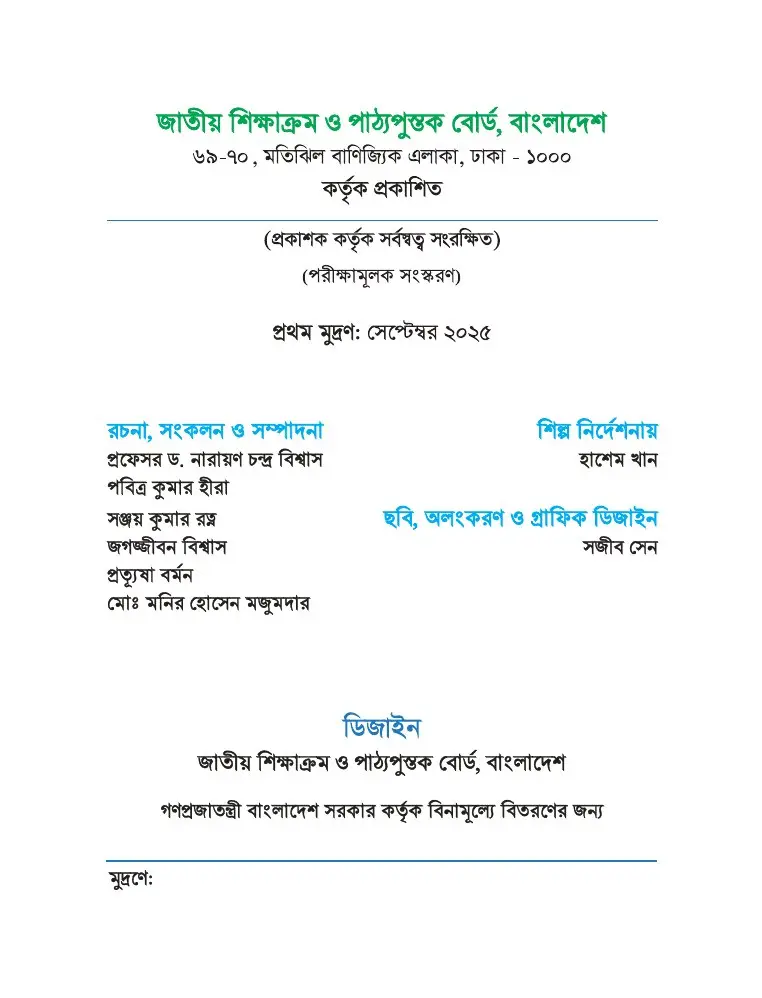 জাতীয় শিক্ষাক্রম ও পাঠ্যপুস্তক বোর্ড, বাংলাদেশ
৬৯-৭০ , মতিঝিল বাণিজ্যিক এলাকা, ঢাকা - ১০০০
কর্তৃক প্রকাশিত
(প্রকাশক কর্তৃক সর্বস্বত্ব সংরক্ষিত)
(পরীক্ষামূলক সংস্করণ)
প্রথম মুদ্রণ: সেপ্টেম্বর ২০২৫
রচনা, সংকলন ও সম্পাদনা
প্রফেসর ড. নারায়ণ চন্দ্র বিশ্বাস
পবিত্র কুমার হীরা
সঞ্জয় কুমার রত্ন
জগজ্জীবন বিশ্বাস
প্রত্যূষা বর্মন
মোঃ মনির হোসেন মজুমদার
শিল্প নির্দেশনায়
হাশেম খান
ছবি, অলংকরণ ও গ্রাফিক ডিজাইন
সজীব সেন
ডিজাইন
জাতীয় শিক্ষাক্রম ও পাঠ্যপুস্তক বোর্ড, বাংলাদেশ
গণপ্রজাতন্ত্রী বাংলাদেশ সরকার কর্তৃক বিনামূল্যে বিতরণের জন্য
মুদ্রণে: